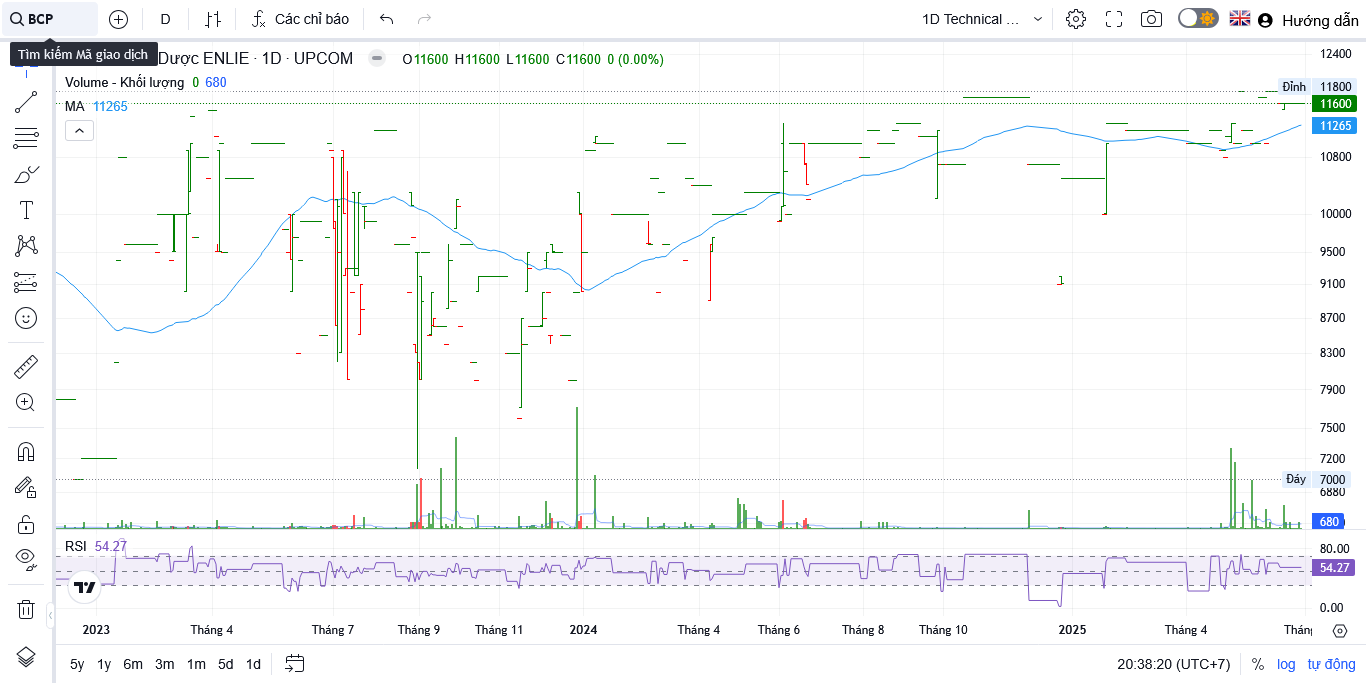 BCP
D
Các chỉ báo
1D Technical ...
Hướng dẫn
Tìm kiếm Mã giao dịch
Dược ENLIE · 1D · UPCOM
O11600 H11600 L11600 C11600 0 (0.00%)
Volume - Khối lượng 0 680
MA 11265
12400
Đỉnh 11800
11600
11265
10800
10000
9500
9100
8700
8300
7900
7500
7200
Đáy 7000
6880
680
RSI 54.27
80.00
54.27
0.00
2023 Tháng 4 Tháng 7 Tháng 9 Tháng 11 2024 Tháng 4 Tháng 6 Tháng 8 Tháng 10 2025 Tháng 4
5y 1y 6m 3m 1m 5d 1d
20:38:20 (UTC+7) % log tự động